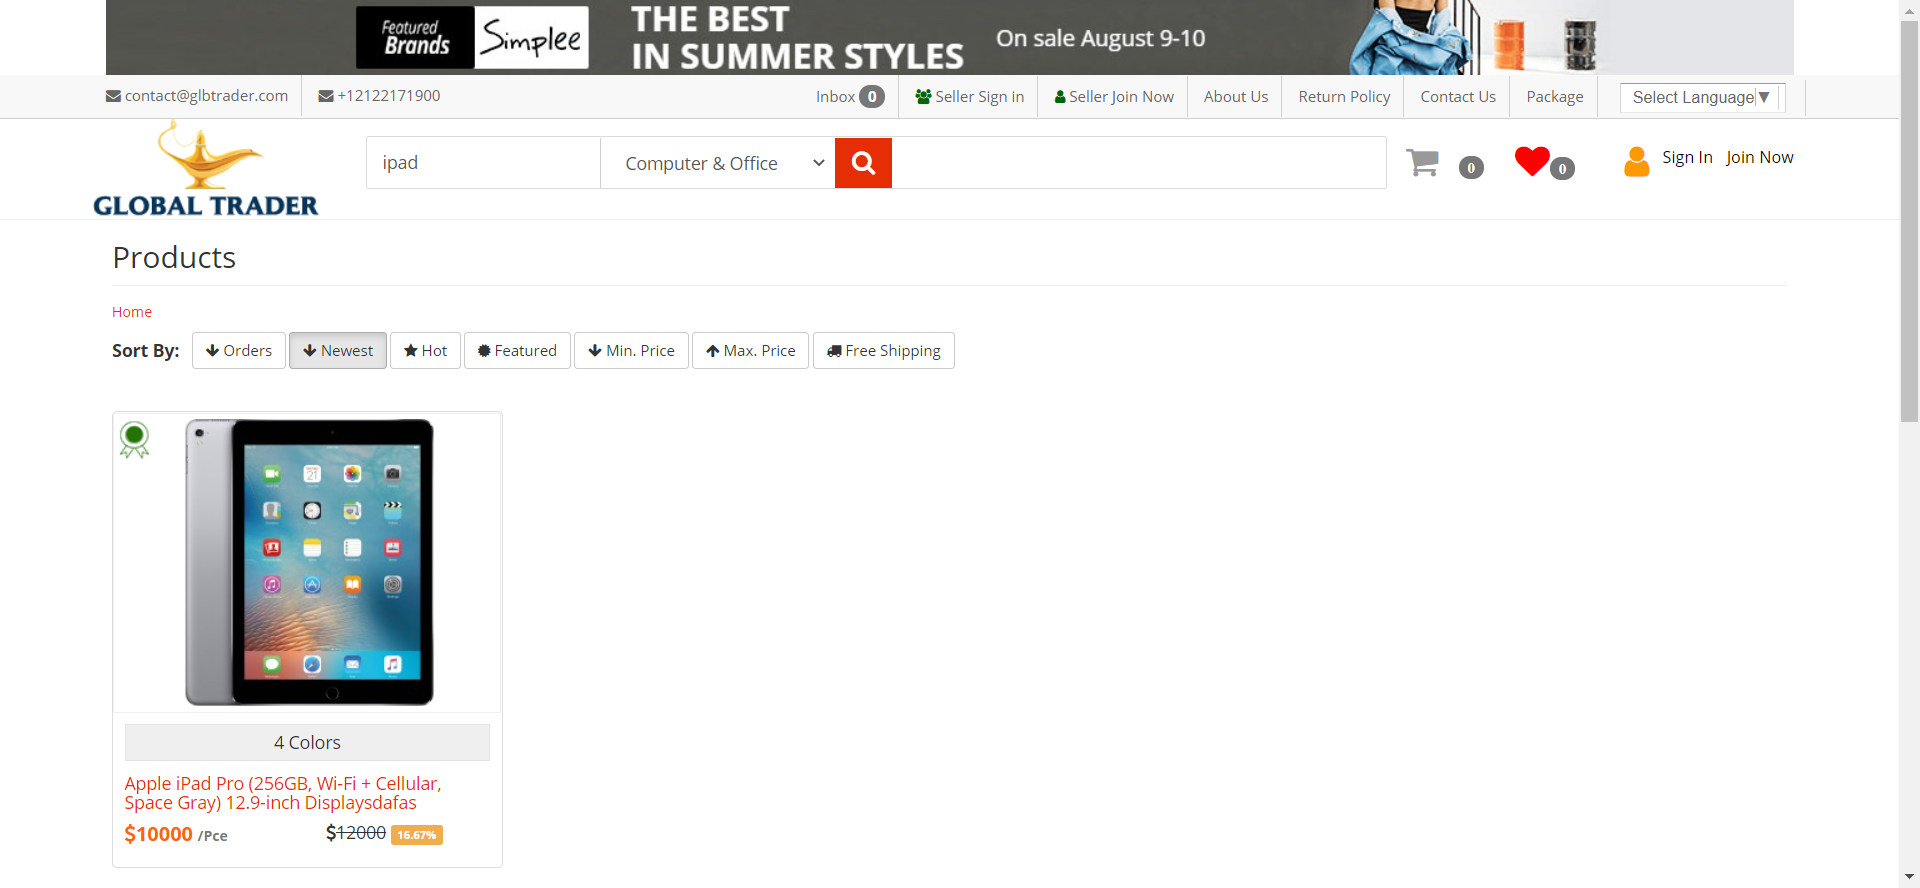 Featured
Brands
Simplee
THE BEST
IN SUMMER STYLES
On sale August 9-10
contact@glbtrader.com
+12122171900
Inbox 0
Seller Sign in
Seller Join Now
About Us
Return Policy
Contact Us
Package
Select Language▼
GLOBAL TRADER
ipad
Computer & Office
0
0
Sign In
Join Now
Products
Home
Sort By:
Orders
Newest
Hot
Featured
Min. Price
Max. Price
Free Shipping
4 Colors
Apple iPad Pro (256GB, Wi-Fi + Cellular,
Space Gray) 12.9-inch Displaysdafas
$10000 /Pce
$12000
16.67%